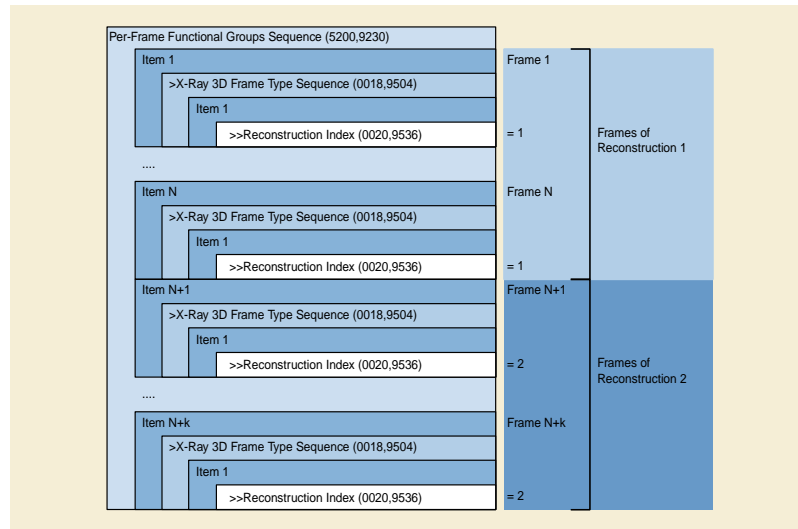 Per-Frame Functional Groups Sequence (5200,9230)
Item 1 Frame 1
>X-Ray 3D Frame Type Sequence (0018,9504)
Item 1
>>Reconstruction Index (0020,9536) = 1 Frames of
Reconstruction 1
....
Item N Frame N
>X-Ray 3D Frame Type Sequence (0018,9504)
Item 1
>>Reconstruction Index (0020,9536) = 1
Item N+1 Frame N+1
>X-Ray 3D Frame Type Sequence (0018,9504)
Item 1
>>Reconstruction Index (0020,9536) = 2 Frames of
Reconstruction 2
....
Item N+k Frame N+k
>X-Ray 3D Frame Type Sequence (0018,9504)
Item 1
>>Reconstruction Index (0020,9536) = 2